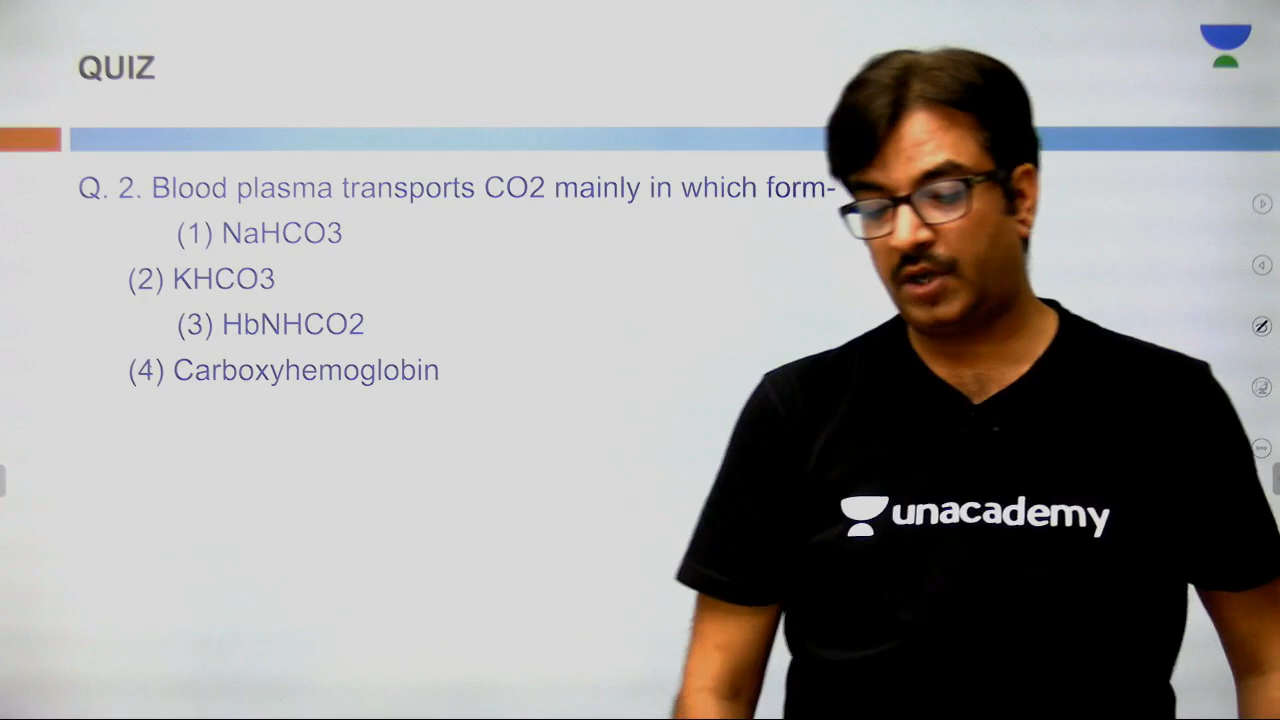 QUIZ
Q. 2. Blood plasma transports CO2 mainly in which form-
(1) NaHCO3
(2) KHCO3
(3) HbNHCO2
(4) Carboxyhemoglobin
unacademy